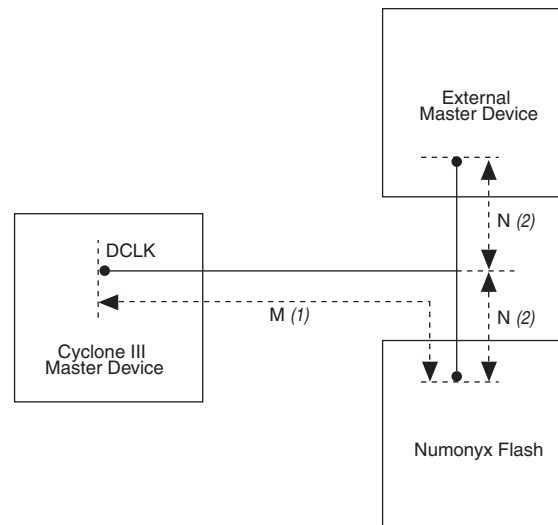 External
Master Device
N (2)
DCLK
M (1)
N (2)
Cyclone III
Master Device
Numonyx Flash